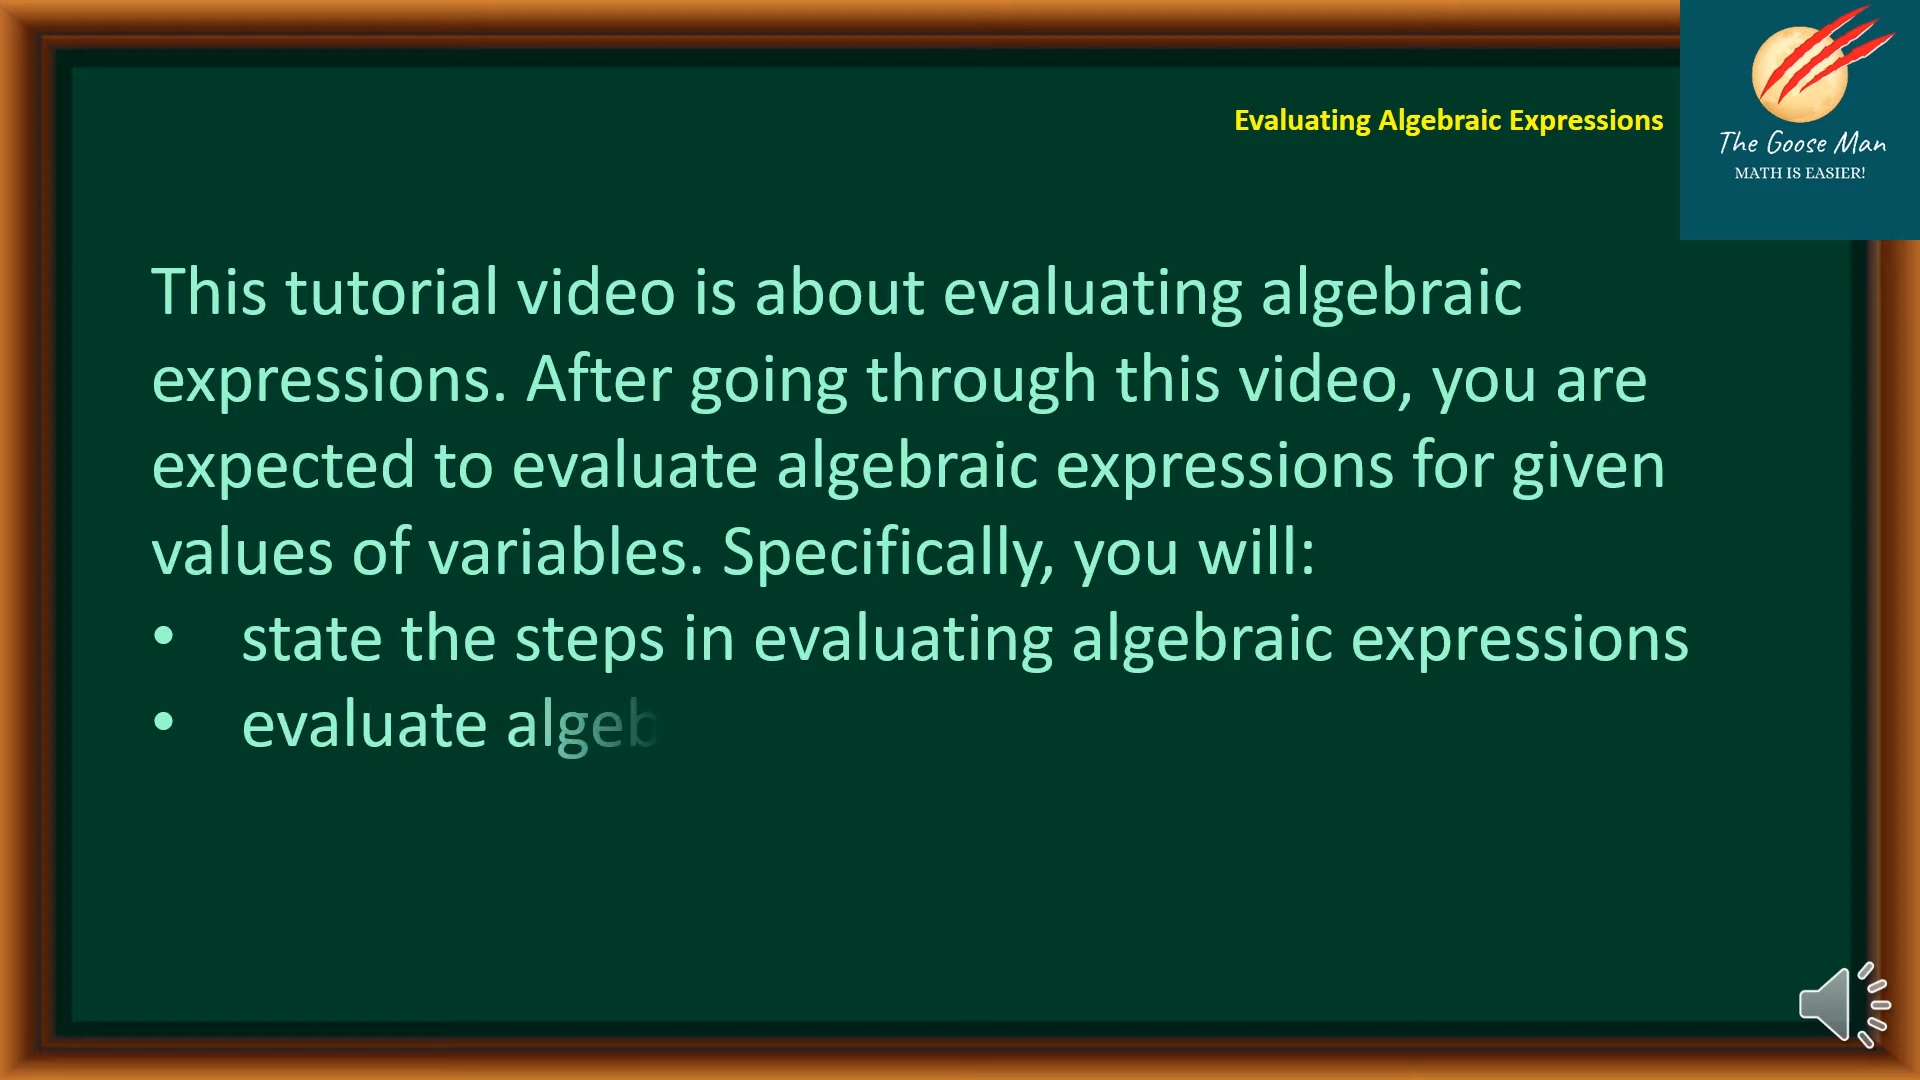 Evaluating Algebraic Expressions
The Goose Man
MATH IS EASIER!
This tutorial video is about evaluating algebraic
expressions. After going through this video, you are
expected to evaluate algebraic expressions for given
values of variables. Specifically, you will:
• state the steps in evaluating algebraic expressions
• evaluate algeb